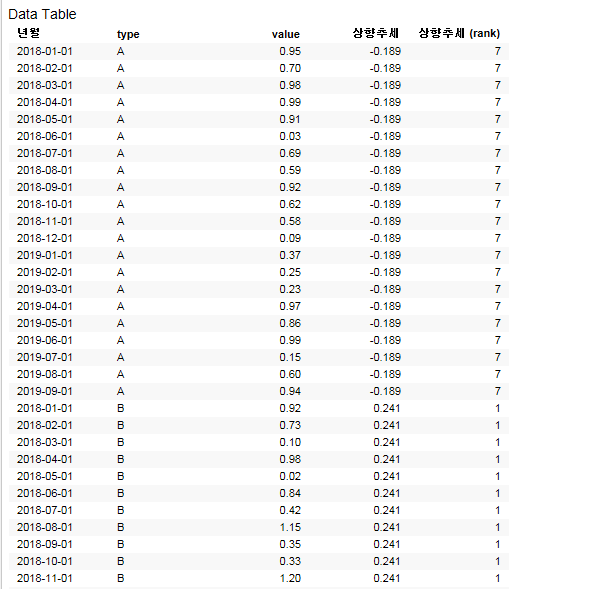 Data Table
년월 type value 상향추세 상향추세 (rank)
2018-01-01 A 0.95 -0.189 7
2018-02-01 A 0.70 -0.189 7
2018-03-01 A 0.98 -0.189 7
2018-04-01 A 0.99 -0.189 7
2018-05-01 A 0.91 -0.189 7
2018-06-01 A 0.03 -0.189 7
2018-07-01 A 0.69 -0.189 7
2018-08-01 A 0.59 -0.189 7
2018-09-01 A 0.92 -0.189 7
2018-10-01 A 0.62 -0.189 7
2018-11-01 A 0.58 -0.189 7
2018-12-01 A 0.09 -0.189 7
2019-01-01 A 0.37 -0.189 7
2019-02-01 A 0.25 -0.189 7
2019-03-01 A 0.23 -0.189 7
2019-04-01 A 0.97 -0.189 7
2019-05-01 A 0.86 -0.189 7
2019-06-01 A 0.99 -0.189 7
2019-07-01 A 0.15 -0.189 7
2019-08-01 A 0.60 -0.189 7
2019-09-01 A 0.94 -0.189 7
2018-01-01 B 0.92 0.241 1
2018-02-01 B 0.73 0.241 1
2018-03-01 B 0.10 0.241 1
2018-04-01 B 0.98 0.241 1
2018-05-01 B 0.02 0.241 1
2018-06-01 B 0.84 0.241 1
2018-07-01 B 0.42 0.241 1
2018-08-01 B 1.15 0.241 1
2018-09-01 B 0.35 0.241 1
2018-10-01 B 0.33 0.241 1
2018-11-01 B 1.20 0.241 1